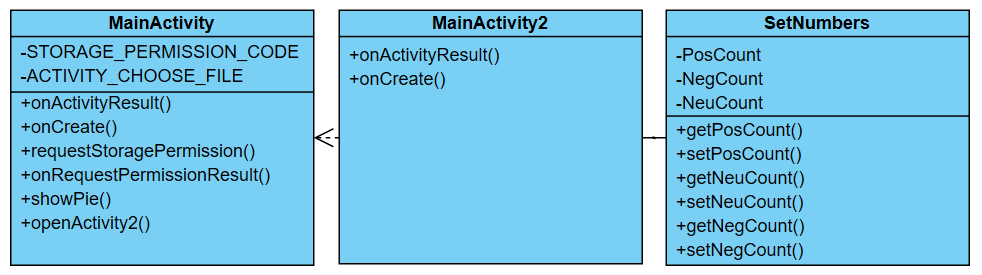 MainActivity
-STORAGE_PERMISSION_CODE
-ACTIVITY_CHOOSE_FILE
+onActivityResult()
+onCreate()
+requestStoragePermission()
+onRequestPermissionResult()
+showPie()
+openActivity2()
MainActivity2
+onActivityResult()
+onCreate()
SetNumbers
-PosCount
-NegCount
-NeuCount
+getPosCount()
+setPosCount()
+getNeuCount()
+setNeuCount()
+getNegCount()
+setNegCount()